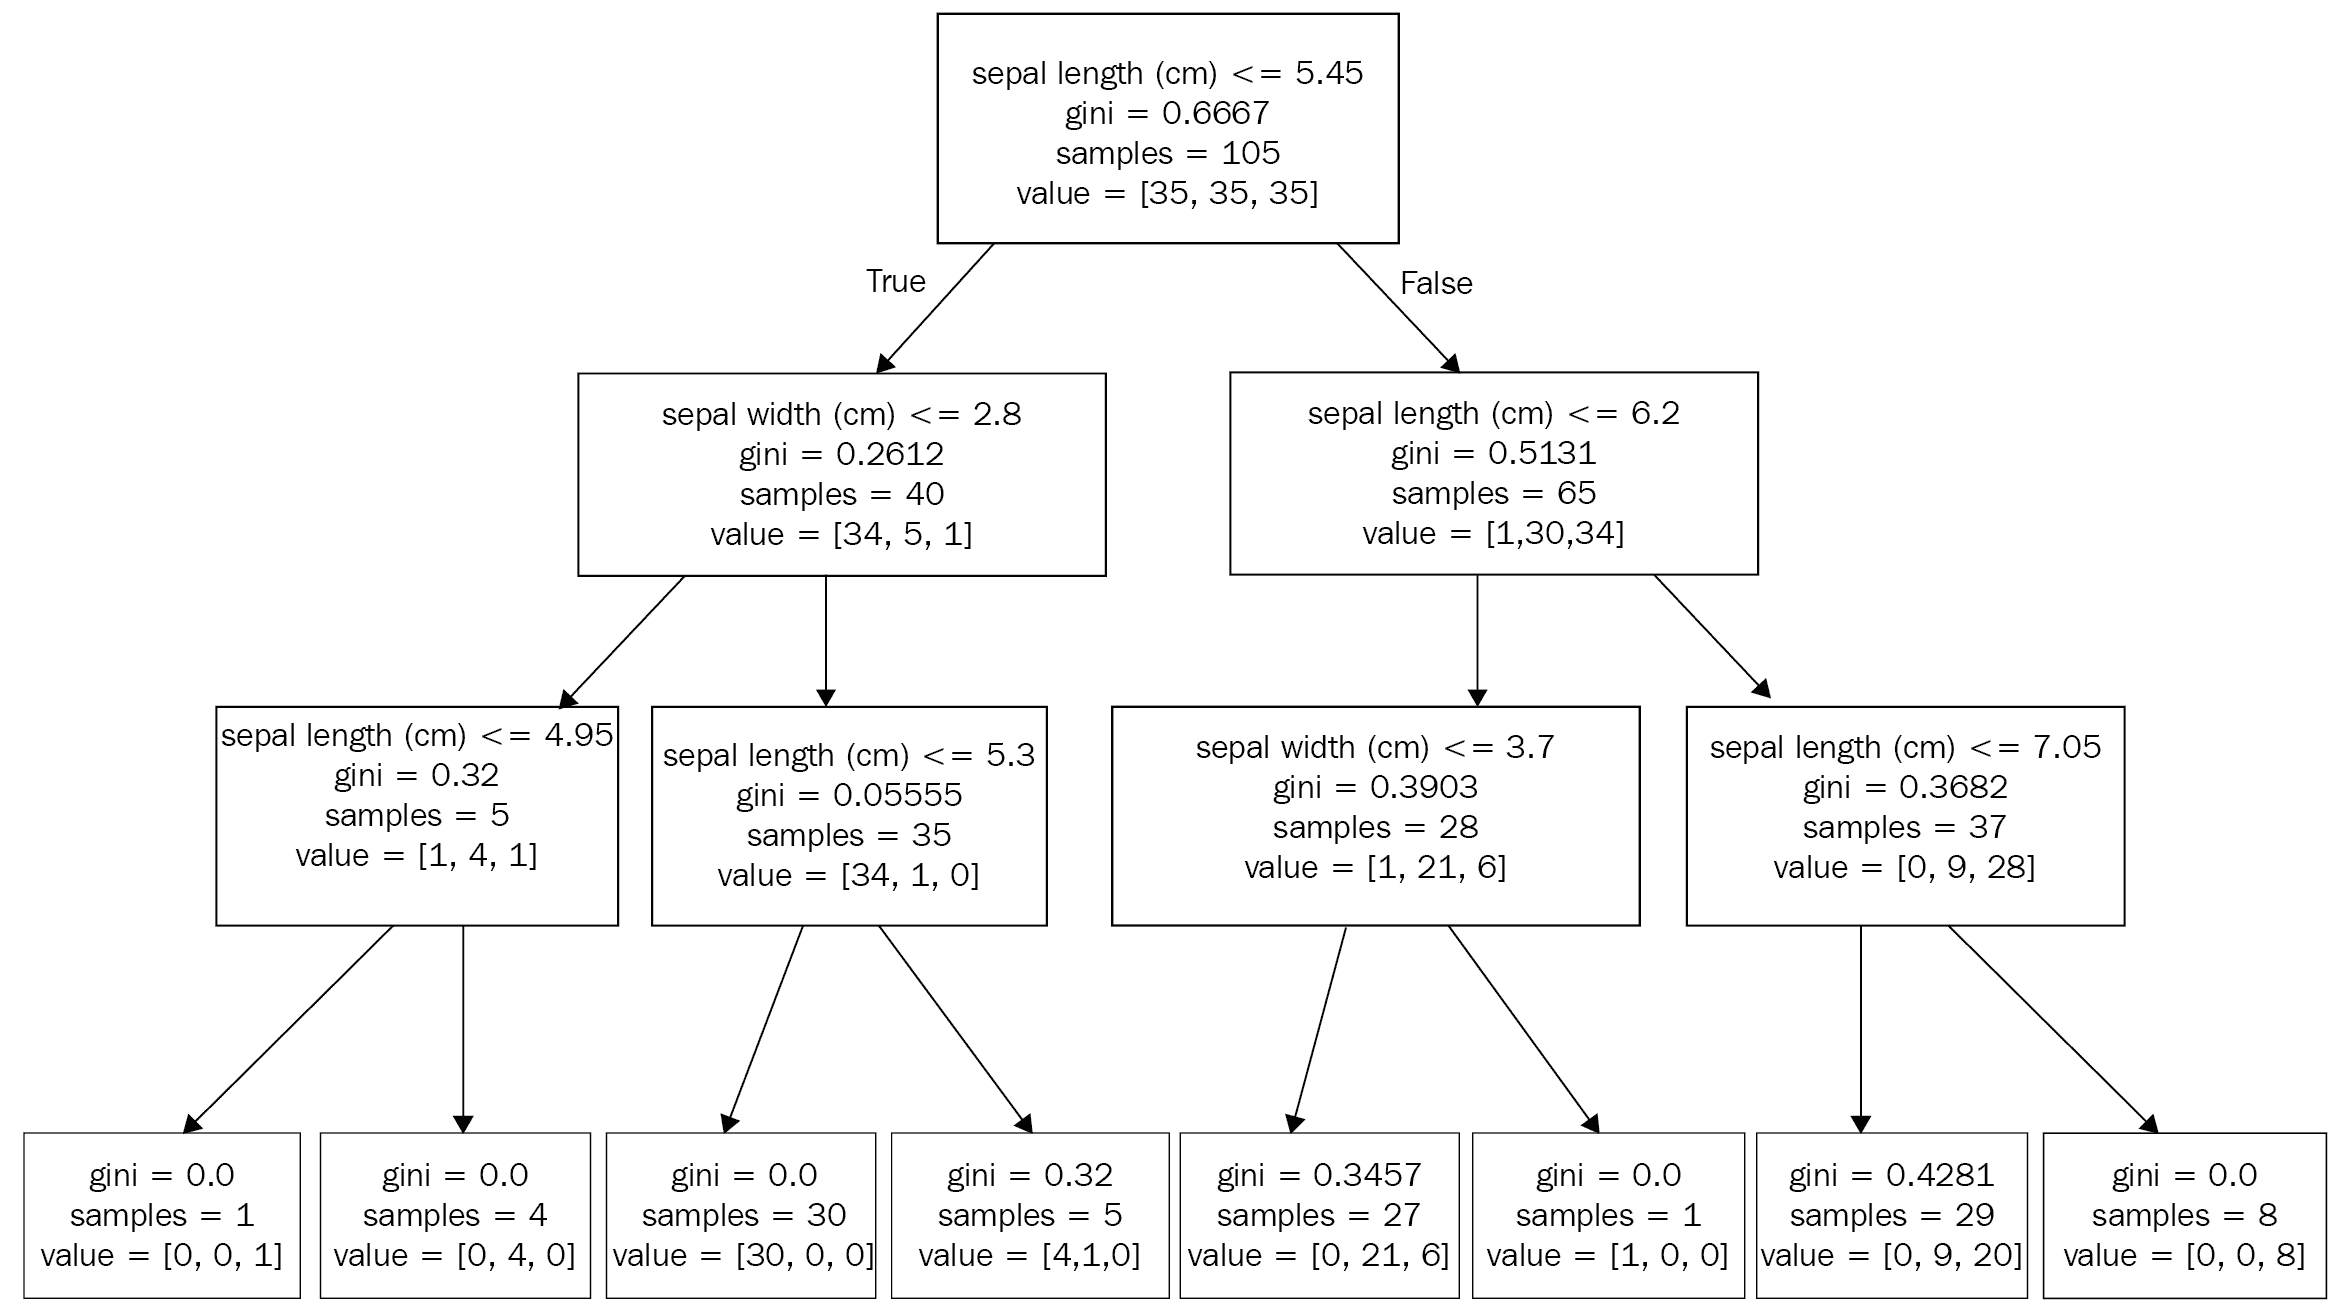 sepal length (cm) <= 5.45
gini = 0.6667
samples = 105
value = [35, 35, 35]
True
False
sepal width (cm) <= 2.8
gini = 0.2612
samples = 40
value = [34, 5, 1]
sepal length (cm) <= 6.2
gini = 0.5131
samples = 65
value = [1,30,34]
sepal length (cm) <= 4.95
gini = 0.32
samples = 5
value = [1, 4, 1]
sepal length (cm) <= 5.3
gini = 0.05555
samples = 35
value = [34, 1, 0]
sepal width (cm) <= 3.7
gini = 0.3903
samples = 28
value = [1, 21, 6]
sepal length (cm) <= 7.05
gini = 0.3682
samples = 37
value = [0, 9, 28]
gini = 0.0
samples = 1
value = [0, 0, 1]
gini = 0.0
samples = 4
value = [0, 4, 0]
gini = 0.0
samples = 30
value = [30, 0, 0]
gini = 0.32
samples = 5
value = [4,1,0]
gini = 0.3457
samples = 27
value = [0, 21, 6]
gini = 0.0
samples = 1
value = [1, 0, 0]
gini = 0.4281
samples = 29
value = [0, 9, 20]
gini = 0.0
samples = 8
value = [0, 0, 8]